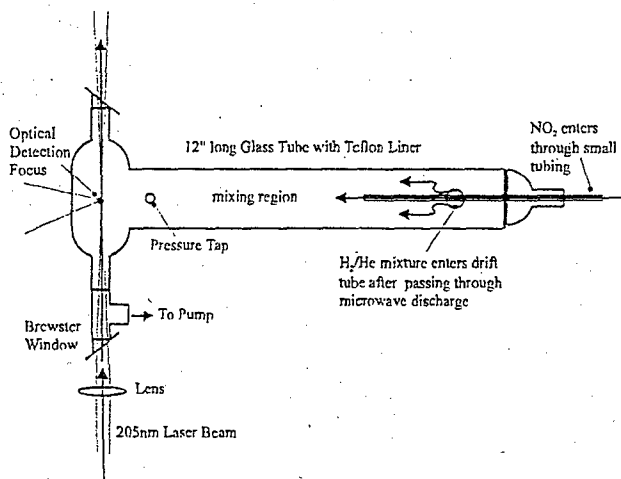 Optical
Detection
Focus
12" long Glass Tube with Teflon Liner
NO₂ enters
through small
tubing
mixing region
Pressure Tap
H₂/He mixture enters drift
tube after passing through
microwave discharge
To Pump
Brewster
Window
Lens
205nm Laser Beam